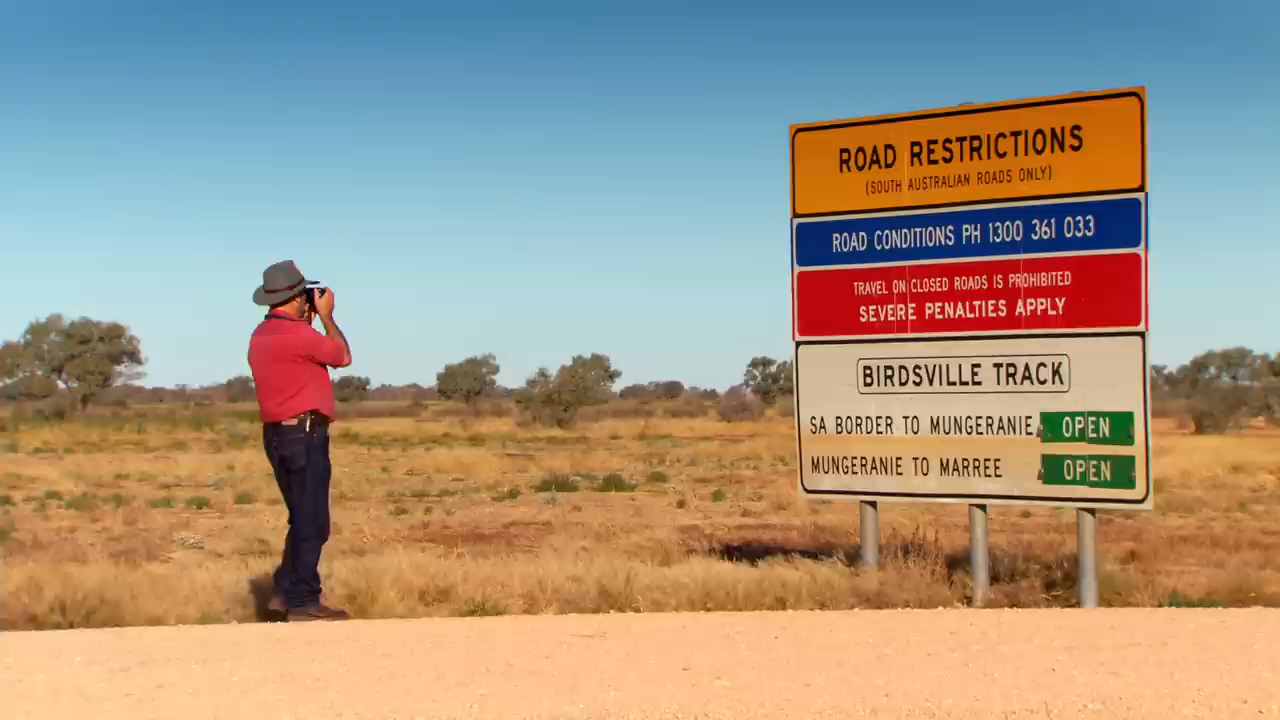 ROAD RESTRICTIONS
(SOUTH AUSTRALIAN ROADS ONLY)
ROAD CONDITIONS PH 1300 361 033
TRAVEL ON CLOSED ROADS IS PROHIBITED
SEVERE PENALTIES APPLY
BIRDSVILLE TRACK
SA BORDER TO MUNGERANIE OPEN
MUNGERANIE TO MARREE OPEN